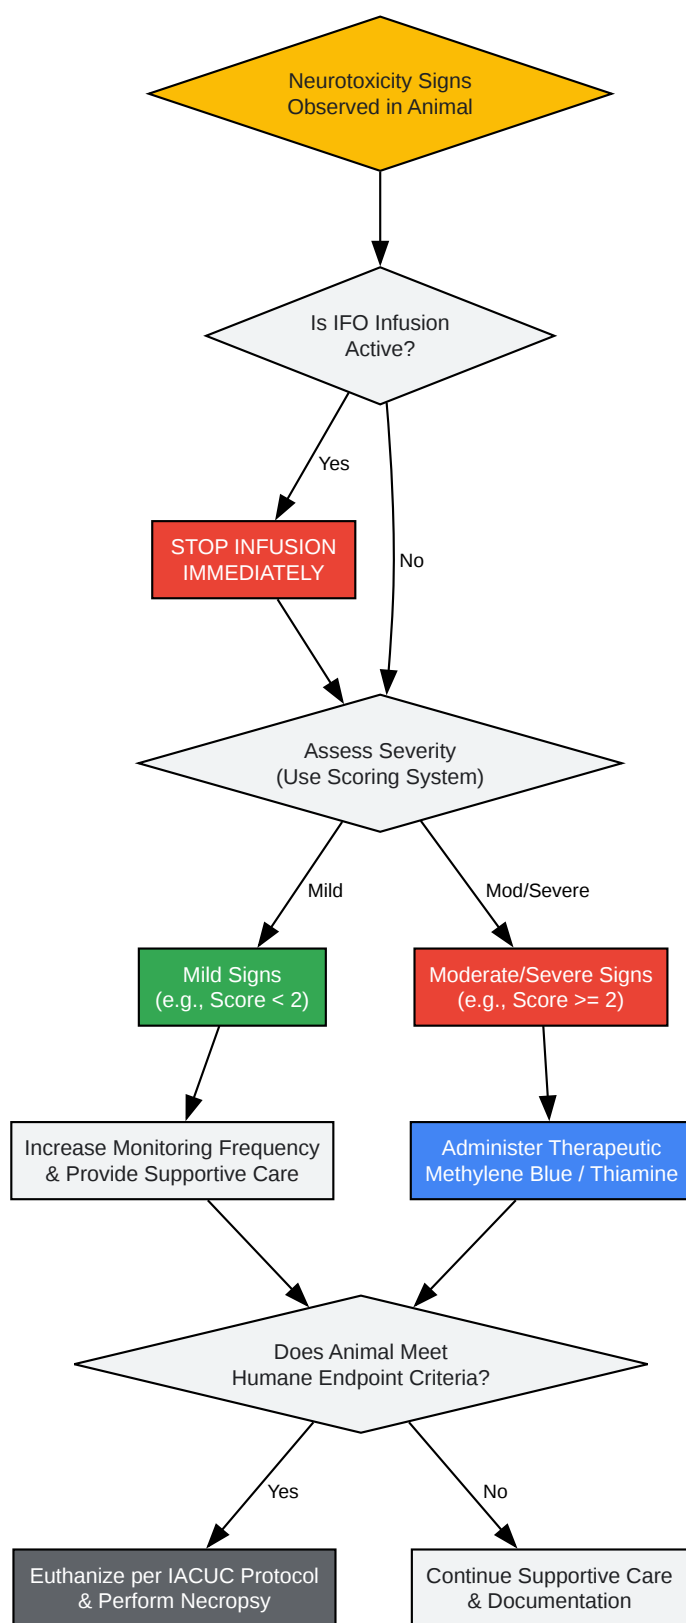 Neurotoxicity Signs
Observed in Animal
Is IFO Infusion
Active?
Yes
STOP INFUSION
IMMEDIATELY
No
Assess Severity
(Use Scoring System)
Mild
Mod/Severe
Mild Signs
(e.g., Score < 2)
Moderate/Severe Signs
(e.g., Score >= 2)
Increase Monitoring Frequency
& Provide Supportive Care
Administer Therapeutic
Methylene Blue / Thiamine
Does Animal Meet
Humane Endpoint Criteria?
Yes
No
Euthanize per IACUC Protocol
& Perform Necropsy
Continue Supportive Care
& Documentation